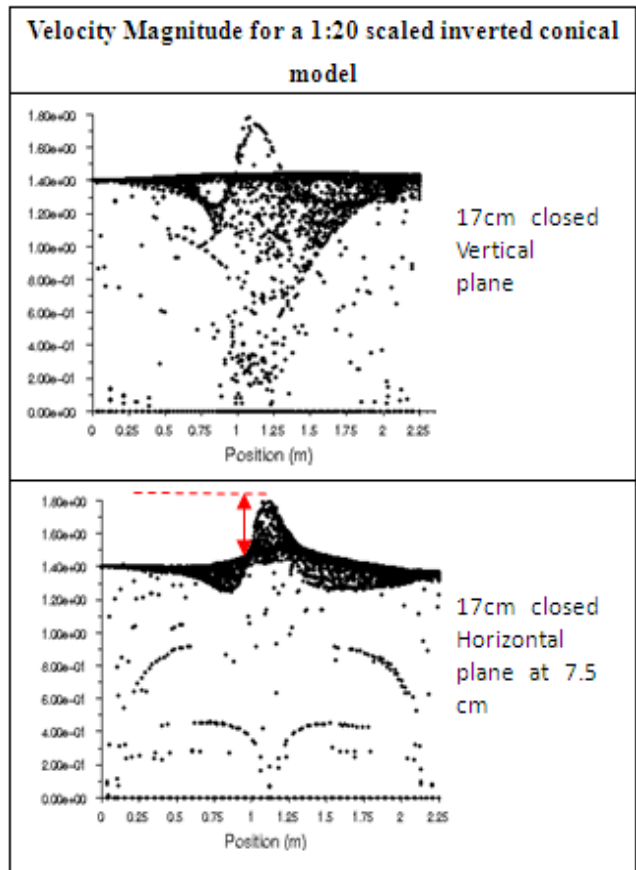 Velocity Magnitude for a 1:20 scaled inverted conical
model
1.80e+00
1.60e+00
1.40e+00
1.20e+00
1.00e+00
8.00e-01
6.00e-01
4.00e-01
2.00e-01
0.00e+00
0 0.25 0.5 0.75 1 1.25 1.5 1.75 2 2.25
Position (m)
17cm closed
Vertical
plane
1.80e+00
1.60e+00
1.40e+00
1.20e+00
1.00e+00
8.00e-01
6.00e-01
4.00e-01
2.00e-01
0.00e+00
0 0.25 0.5 0.75 1 1.25 1.5 1.75 2 2.25
Position (m)
17cm closed
Horizontal
plane at 7.5
cm